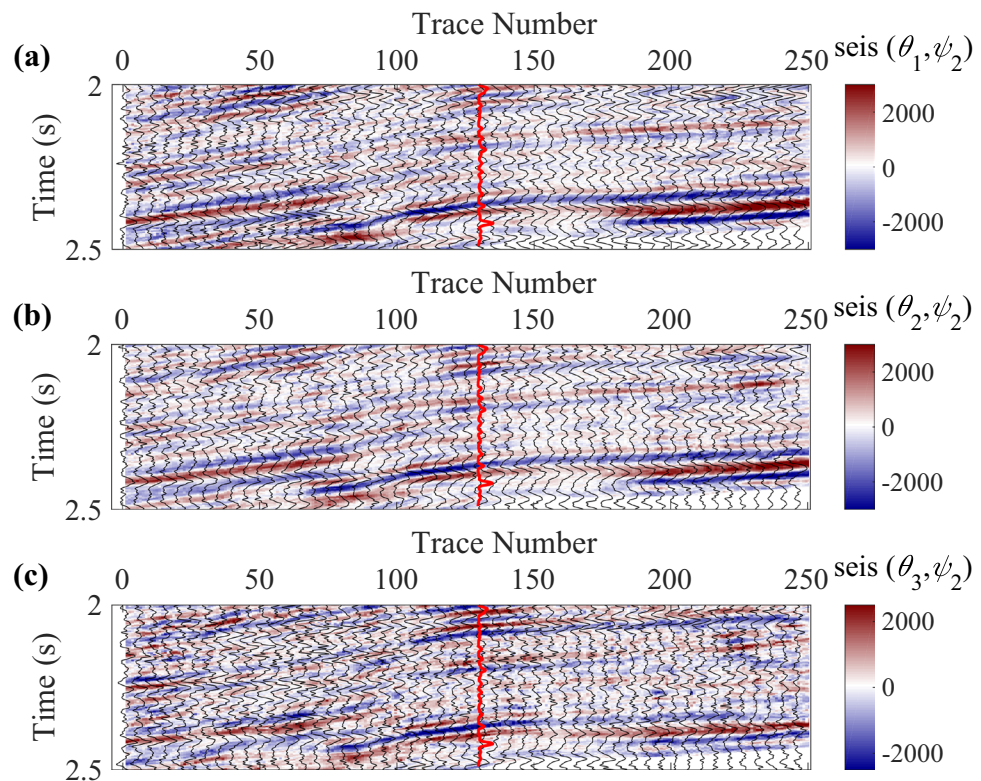 Trace Number
(a) 0 50 100 150 200 250 seis (θ1,ψ2)
2 2000
Time (s) 0
-2000
2.5
Trace Number
(b) 0 50 100 150 200 250 seis (θ2,ψ2)
2 2000
Time (s) 0
-2000
2.5
Trace Number
(c) 0 50 100 150 200 250 seis (θ3,ψ2)
2 2000
Time (s) 0
-2000
2.5